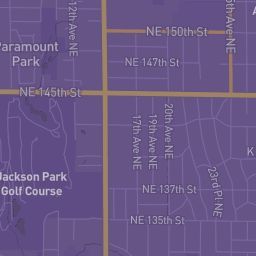 12th Ave NE
NE 150th St
Paramount
Park
NE 147th St
NE 145th St
17th Ave NE
19th Ave NE
20th Ave NE
Jackson Park
Golf Course
NE 137th St
23rd Pl NE
NE 135th St